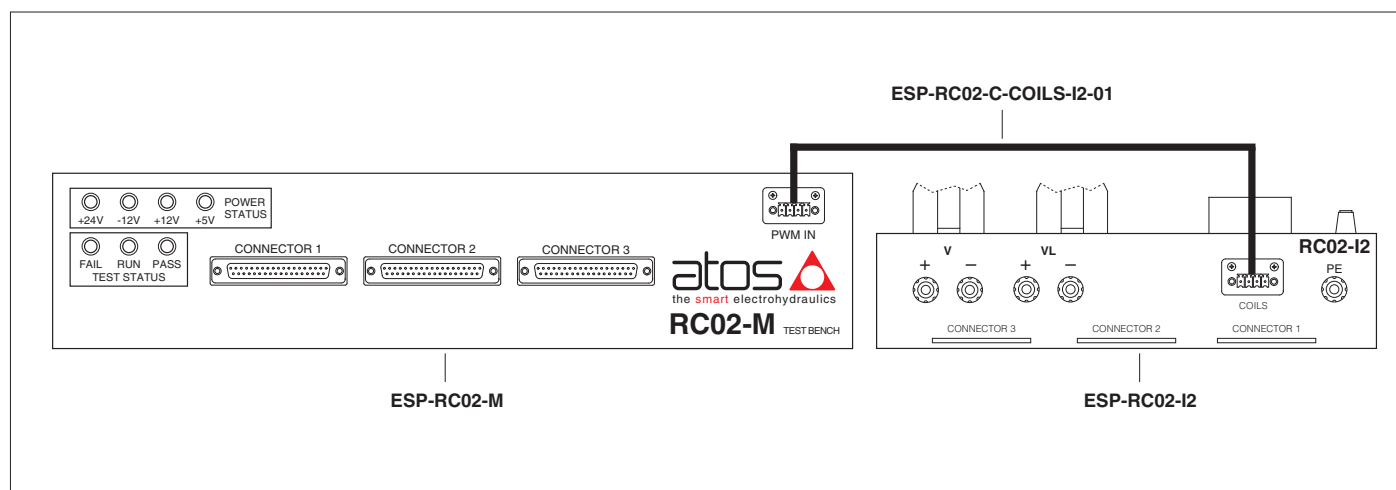 ESP-RC02-C-COILS-I2-01
+24V -12V +12V +5V
POWER
STATUS
FAIL RUN PASS
TEST STATUS
CONNECTOR 1
CONNECTOR 2
CONNECTOR 3
PWM IN
atos
the smart electrohydraulics
RC02-M TEST BENCH
ESP-RC02-M
V
+ −
VL
+ −
COILS
RC02-I2
PE
CONNECTOR 3
CONNECTOR 2
CONNECTOR 1
ESP-RC02-I2